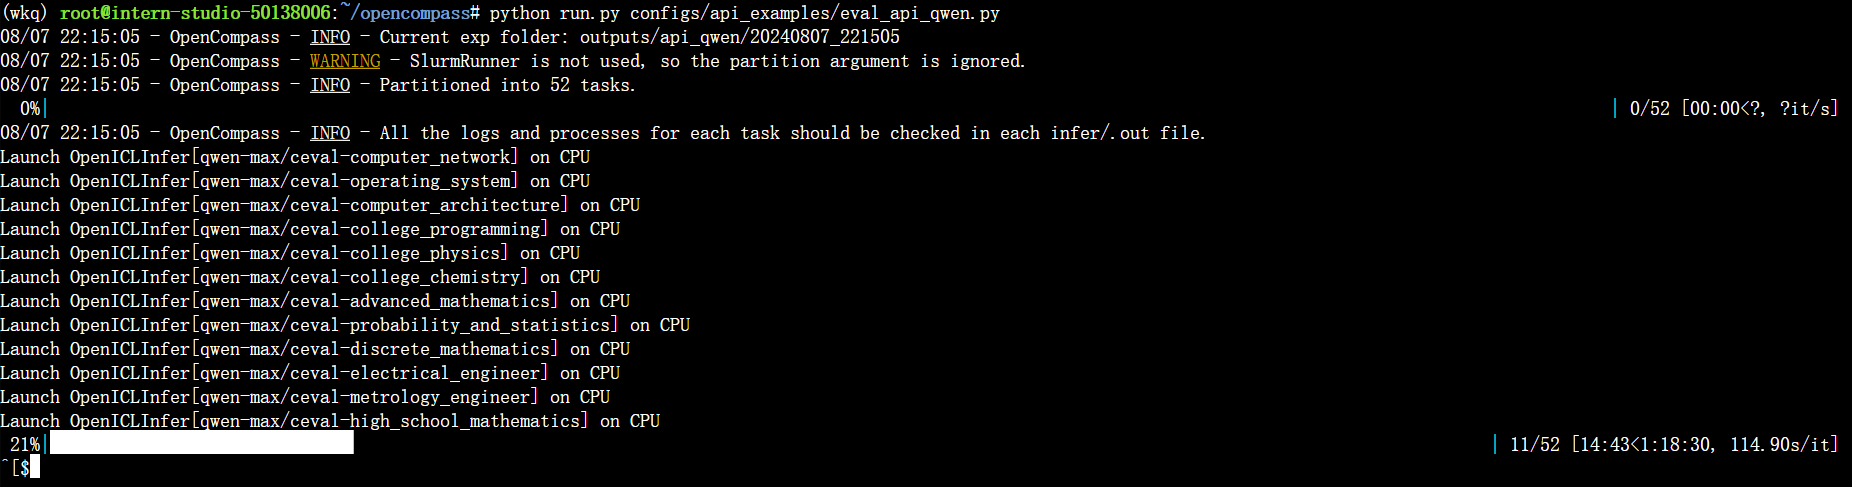 (wkq) root@intern-studio-50138006:~/opencompass# python run.py configs/api_examples/eval_api_qwen.py
08/07 22:15:05 - OpenCompass - INFO - Current exp folder: outputs/api_qwen/20240807_221505
08/07 22:15:05 - OpenCompass - WARNING - SlurmRunner is not used, so the partition argument is ignored.
08/07 22:15:05 - OpenCompass - INFO - Partitioned into 52 tasks.
0%| | 0/52 [00:00<?, ?it/s]
08/07 22:15:05 - OpenCompass - INFO - All the logs and processes for each task should be checked in each infer/.out file.
Launch OpenICLInfer[qwen-max/ceval-computer_network] on CPU
Launch OpenICLInfer[qwen-max/ceval-operating_system] on CPU
Launch OpenICLInfer[qwen-max/ceval-computer_architecture] on CPU
Launch OpenICLInfer[qwen-max/ceval-college_programming] on CPU
Launch OpenICLInfer[qwen-max/ceval-college_physics] on CPU
Launch OpenICLInfer[qwen-max/ceval-college_chemistry] on CPU
Launch OpenICLInfer[qwen-max/ceval-advanced_mathematics] on CPU
Launch OpenICLInfer[qwen-max/ceval-probability_and_statistics] on CPU
Launch OpenICLInfer[qwen-max/ceval-discrete_mathematics] on CPU
Launch OpenICLInfer[qwen-max/ceval-electrical_engineer] on CPU
Launch OpenICLInfer[qwen-max/ceval-metrology_engineer] on CPU
Launch OpenICLInfer[qwen-max/ceval-high_school_mathematics] on CPU
21%| | 11/52 [14:43<1:18:30, 114.90s/it]
^[$